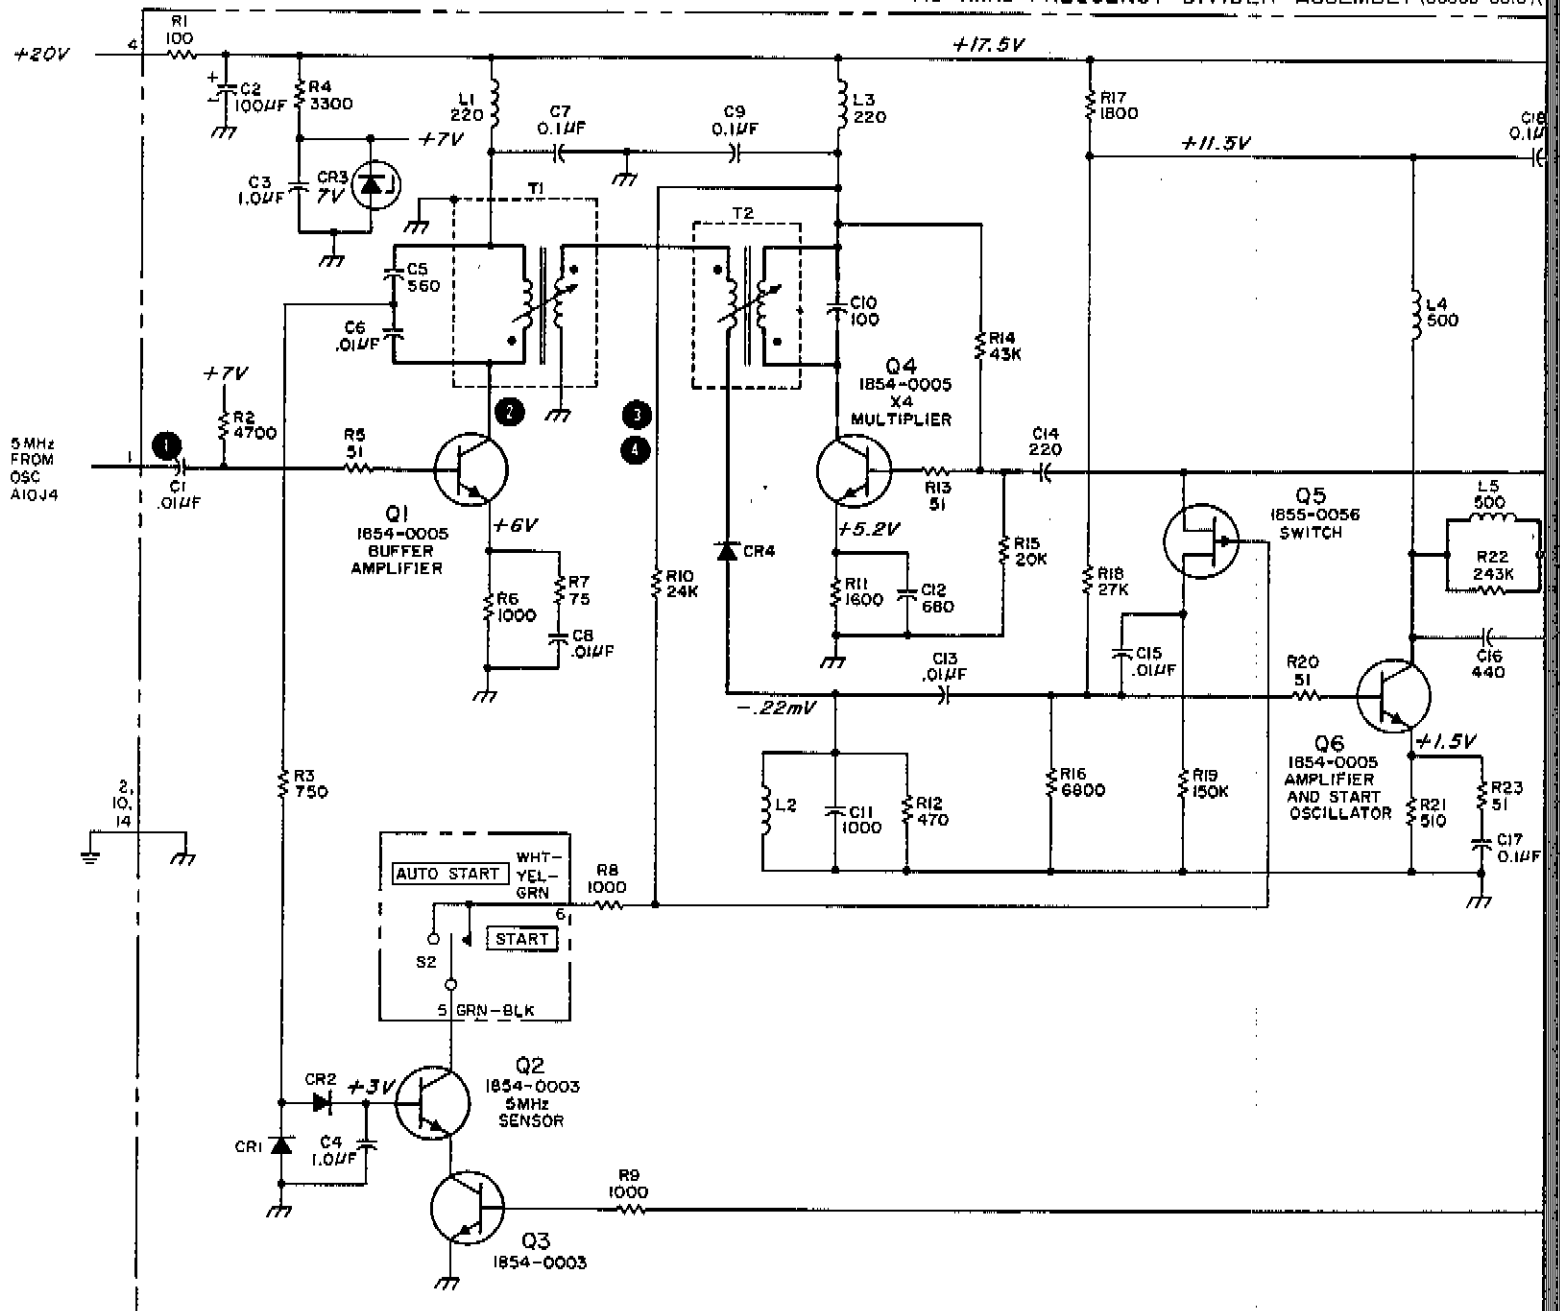 +20V
4
R1
100
+17.5V
C2
100µF
R4
3300
L1
220
C7
0.1µF
C9
0.1µF
L3
220
R17
1800
+7V
+11.5V
C3
1.0µF
CR3
7V
T1
T2
C5
560
C6
.01µF
C10
100
R14
43K
L4
500
+7V
R2
4700
2
3
4
Q4
1854-0005
X4
MULTIPLIER
5MHz
FROM
OSC
A10J4
1
1
C1
.01µF
R5
51
C14
220
R13
51
Q1
1854-0005
BUFFER
AMPLIFIER
+6V
+5.2V
Q5
1855-0056
SWITCH
L5
500
R22
243K
R6
1000
R7
75
C8
.01µF
R10
24K
CR4
R11
1600
C12
680
R15
20K
R18
27K
C13
.01µF
C15
.01µF
R20
51
C16
440
-.22mV
Q6
1854-0005
AMPLIFIER
AND START
OSCILLATOR
+1.5V
2,
10,
14
R3
750
L2
C11
1000
R12
470
R16
6800
R19
150K
R21
510
R23
51
C17
0.1µF
AUTO START
WHT-
YEL-
GRN
6
R8
1000
START
S2
5 GRN-BLK
CR2
+3V
Q2
1854-0003
5MHz
SENSOR
CR1
C4
1.0µF
R9
1000
Q3
1854-0003